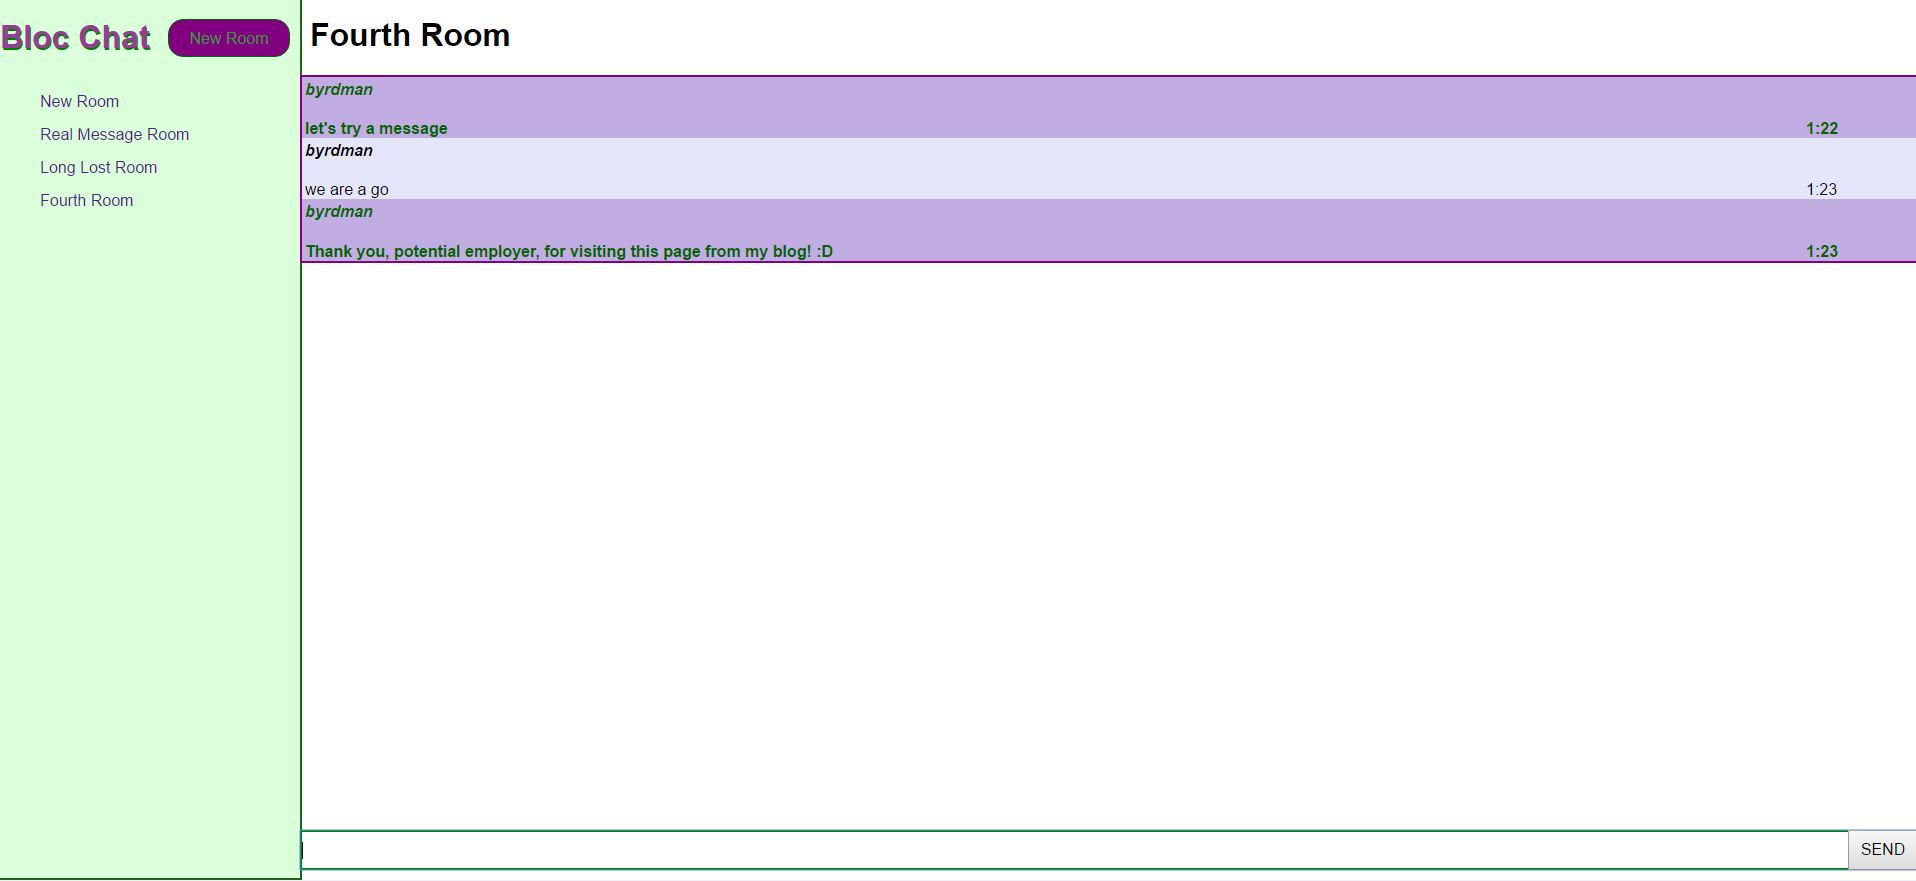 Bloc Chat
New Room
New Room
Real Message Room
Long Lost Room
Fourth Room
Fourth Room
byrdman
let's try a message 1:22
byrdman
we are a go 1:23
byrdman
Thank you, potential employer, for visiting this page from my blog! :D 1:23
SEND